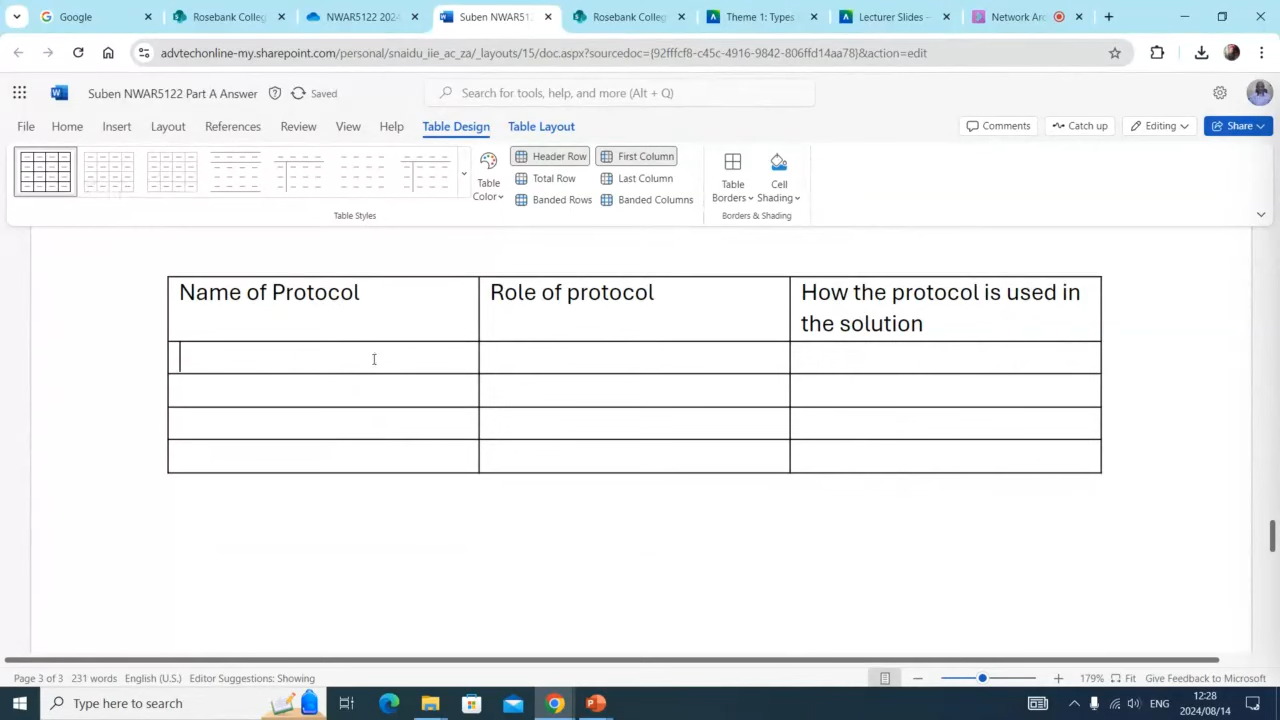 Google
Rosebank Colleg
NWAR5122 2024
Suben NWAR51
Rosebank Colleg
Theme 1: Types
Lecturer Slides –
Network Arc
advtechonline-my.sharepoint.com/personal/snaidu_iie_ac_za/_layouts/15/doc.aspx?sourcedoc={92fffcf8-c45c-4916-9842-806ffd14aa78}&action=edit
Suben NWAR5122 Part A Answer
Saved
Search for tools, help, and more (Alt + Q)
File Home Insert Layout References Review View Help Table Design Table Layout
Comments Catch up Editing Share
Header Row First Column
Total Row Last Column
Banded Rows Banded Columns
Table Color
Table Borders
Cell Shading
Table Styles
Borders & Shading
Name of Protocol
Role of protocol
How the protocol is used in
the solution
Page 3 of 3 231 words English (U.S.) Editor Suggestions: Showing
179% Fit Give Feedback to Microsoft
Type here to search
ENG
12:28
2024/08/14